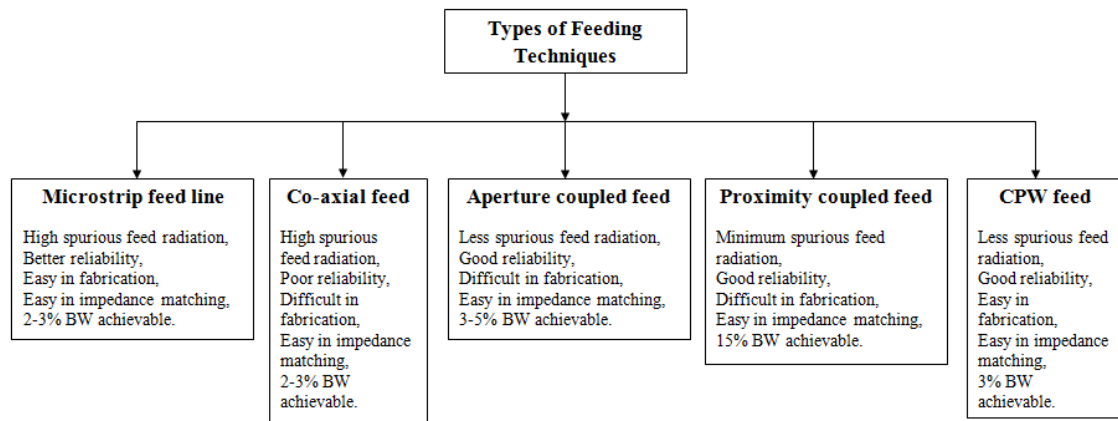 Types of Feeding
Techniques
Microstrip feed line
High spurious feed radiation,
Better reliability,
Easy in fabrication,
Easy in impedance matching,
2-3% BW achievable.
Co-axial feed
High spurious
feed radiation,
Poor reliability,
Difficult in
fabrication,
Easy in impedance
matching,
2-3% BW
achievable.
Aperture coupled feed
Less spurious feed radiation,
Good reliability,
Difficult in fabrication,
Easy in impedance matching,
3-5% BW achievable.
Proximity coupled feed
Minimum spurious feed
radiation,
Good reliability,
Difficult in fabrication,
Easy in impedance matching,
15% BW achievable.
CPW feed
Less spurious feed
radiation,
Good reliability,
Easy in
fabrication,
Easy in impedance
matching,
3% BW
achievable.